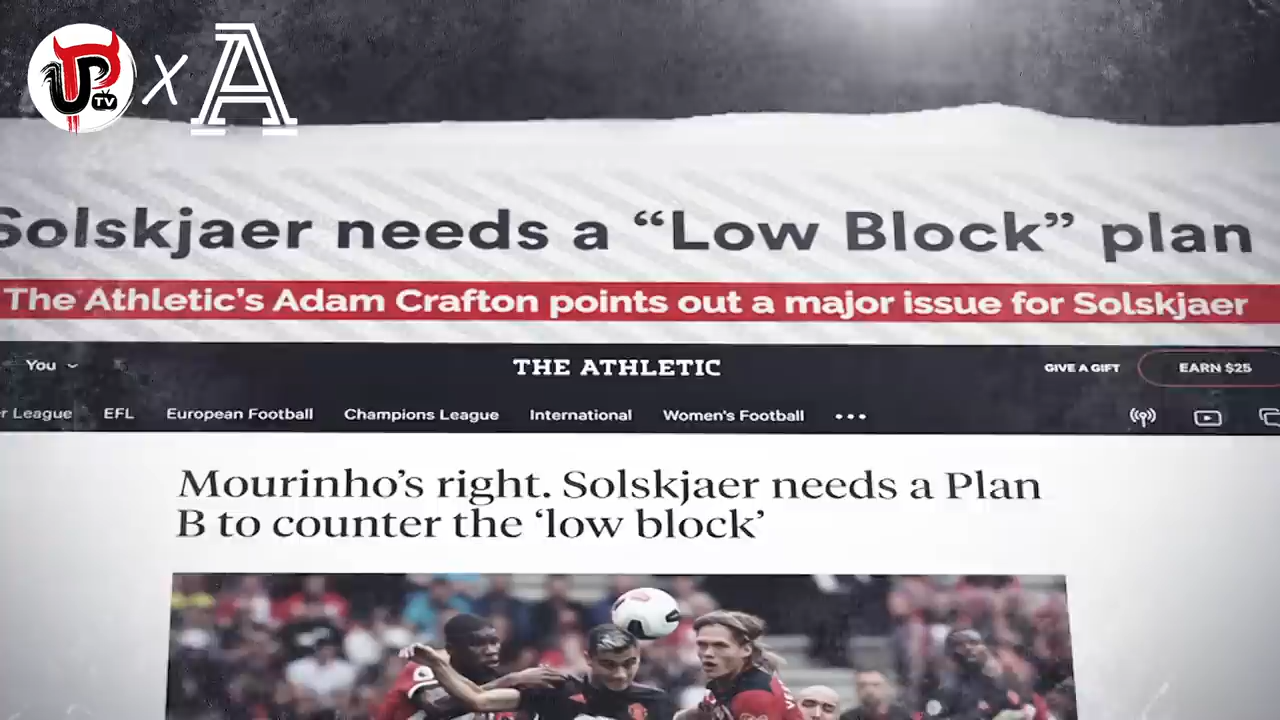 UP TV X A
Solskjaer needs a “Low Block” plan
The Athletic’s Adam Crafton points out a major issue for Solskjaer
You
THE ATHLETIC
GIVE A GIFT
EARN $25
r League
EFL
European Football
Champions League
International
Women's Football
Mourinho’s right. Solskjaer needs a Plan
B to counter the ‘low block’